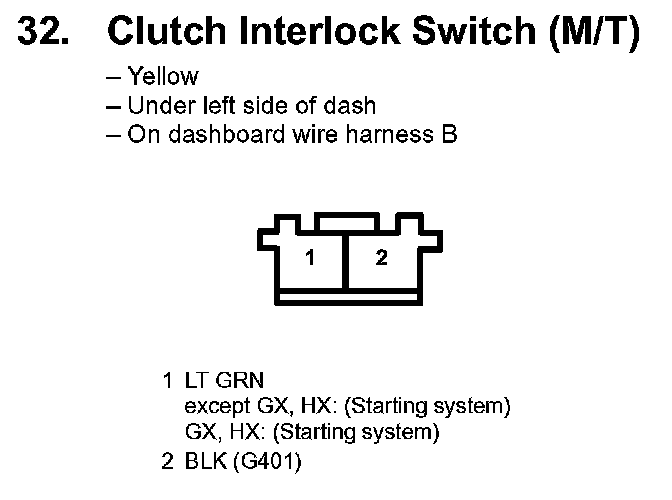 32. Clutch Interlock Switch (M/T)
– Yellow
– Under left side of dash
– On dashboard wire harness B
1 2
1 LT GRN
except GX, HX: (Starting system)
GX, HX: (Starting system)
2 BLK (G401)